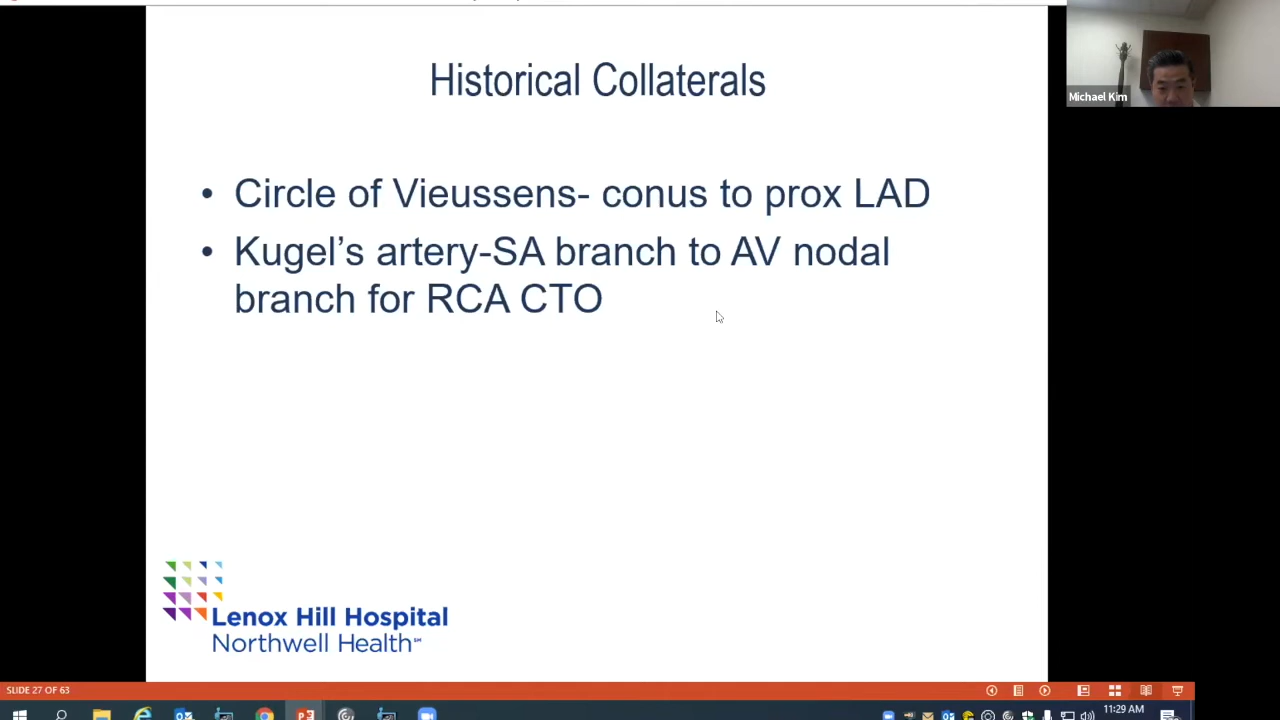 Historical Collaterals
Michael Kim
• Circle of Vieussens- conus to prox LAD
• Kugel’s artery-SA branch to AV nodal
branch for RCA CTO
Lenox Hill Hospital
Northwell Health℠
SLIDE 27 OF 63
11:29 AM